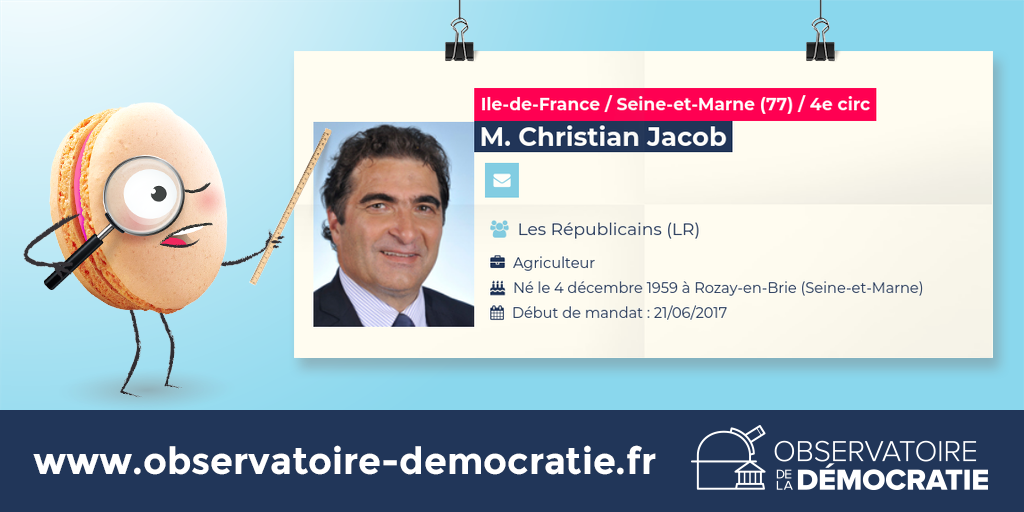 Ile-de-France / Seine-et-Marne (77) / 4e circ
M. Christian Jacob
Les Républicains (LR)
Agriculteur
Né le 4 décembre 1959 à Rozay-en-Brie (Seine-et-Marne)
Début de mandat : 21/06/2017
www.observatoire-democratie.fr
OBSERVATOIRE
DE LA DÉMOCRATIE